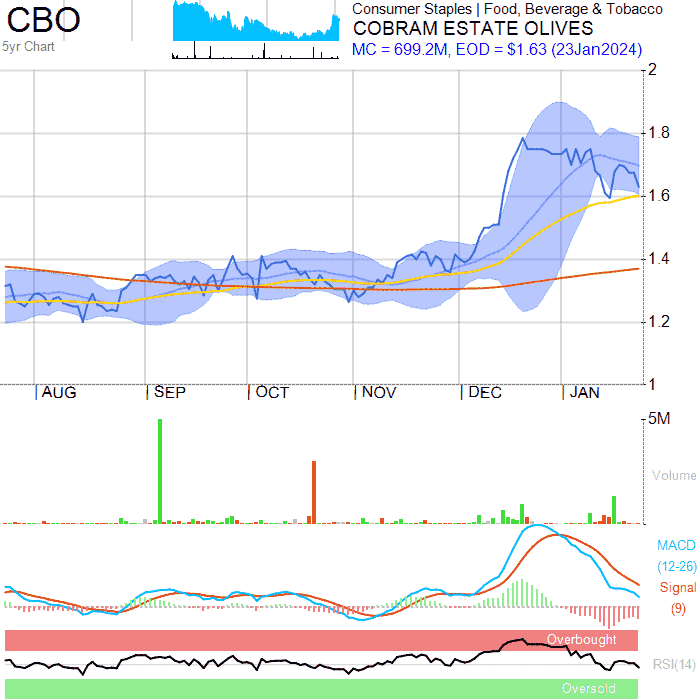 CBO
5yr Chart
Consumer Staples | Food, Beverage & Tobacco
COBRAM ESTATE OLIVES
MC = 699.2M, EOD = $1.63 (23Jan2024)
2
1.8
1.6
1.4
1.2
1
| AUG | SEP | OCT | NOV | DEC | JAN
5M
Volume
MACD
(12-26)
Signal
(9)
Overbought
RSI(14)
Oversold